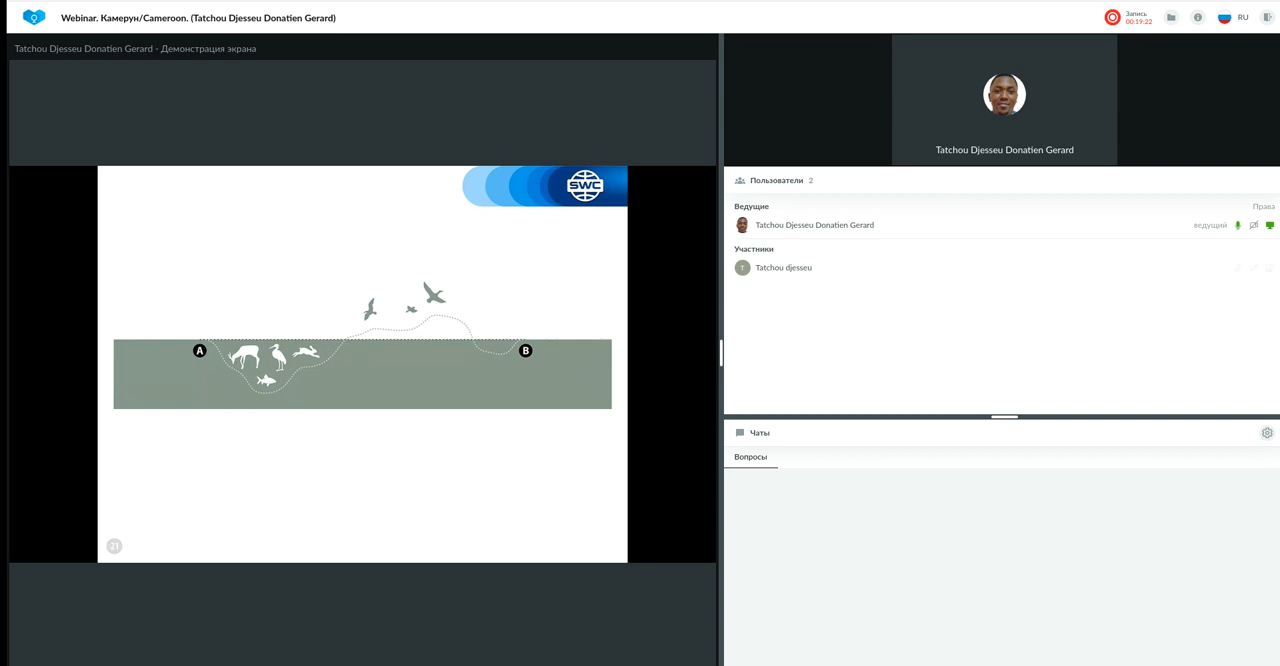 Webinar. Камерун/Cameroon. (Tatchou Djesseu Donatien Gerard)
Запись
00:19:22
RU
Tatchou Djesseu Donatien Gerard - Демонстрация экрана
SWC
A
B
21
Tatchou Djesseu Donatien Gerard
Пользователи 2
Ведущие Права
Tatchou Djesseu Donatien Gerard ведущий
Участники
T Tatchou djesseu
Чаты
Вопросы